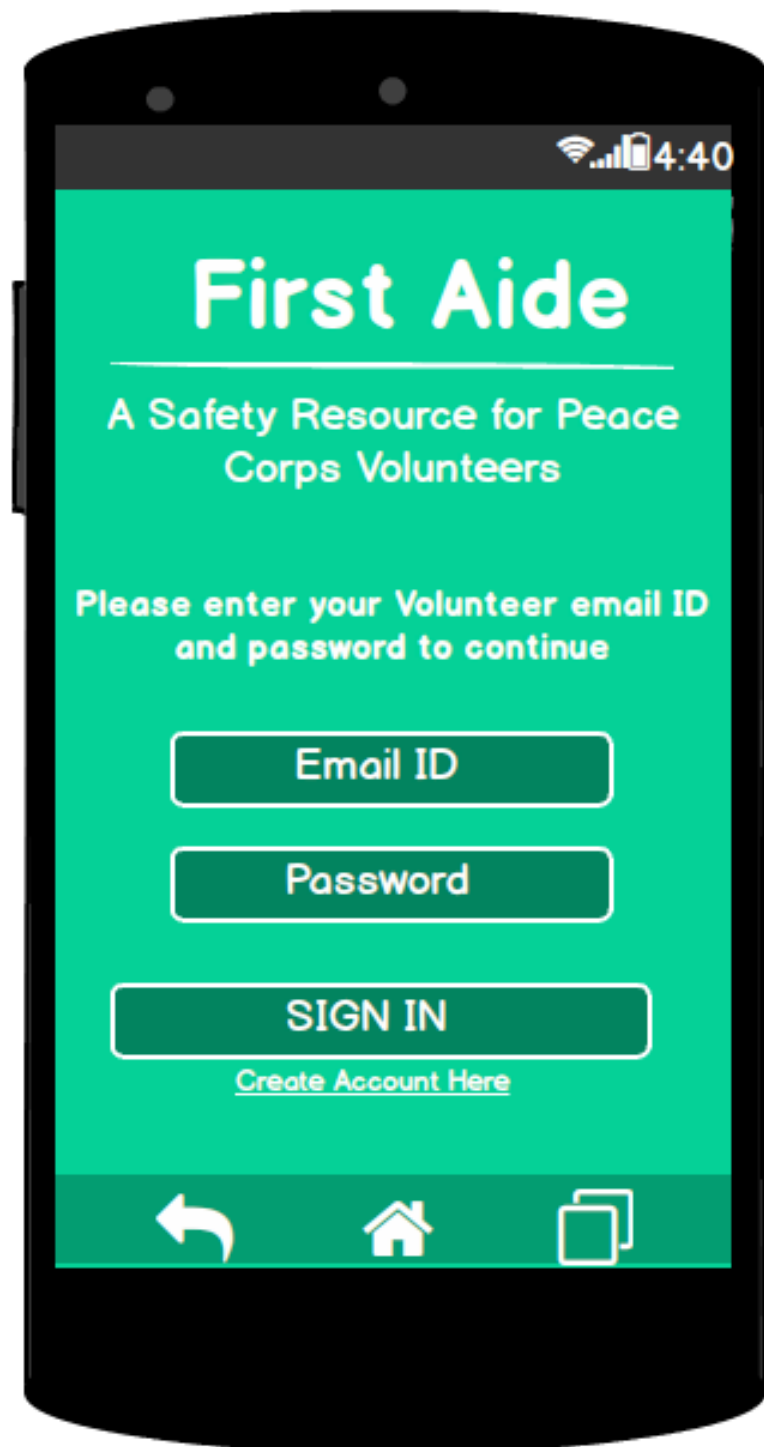 4:40
First Aide
A Safety Resource for Peace
Corps Volunteers
Please enter your Volunteer email ID
and password to continue
Email ID
Password
SIGN IN
Create Account Here